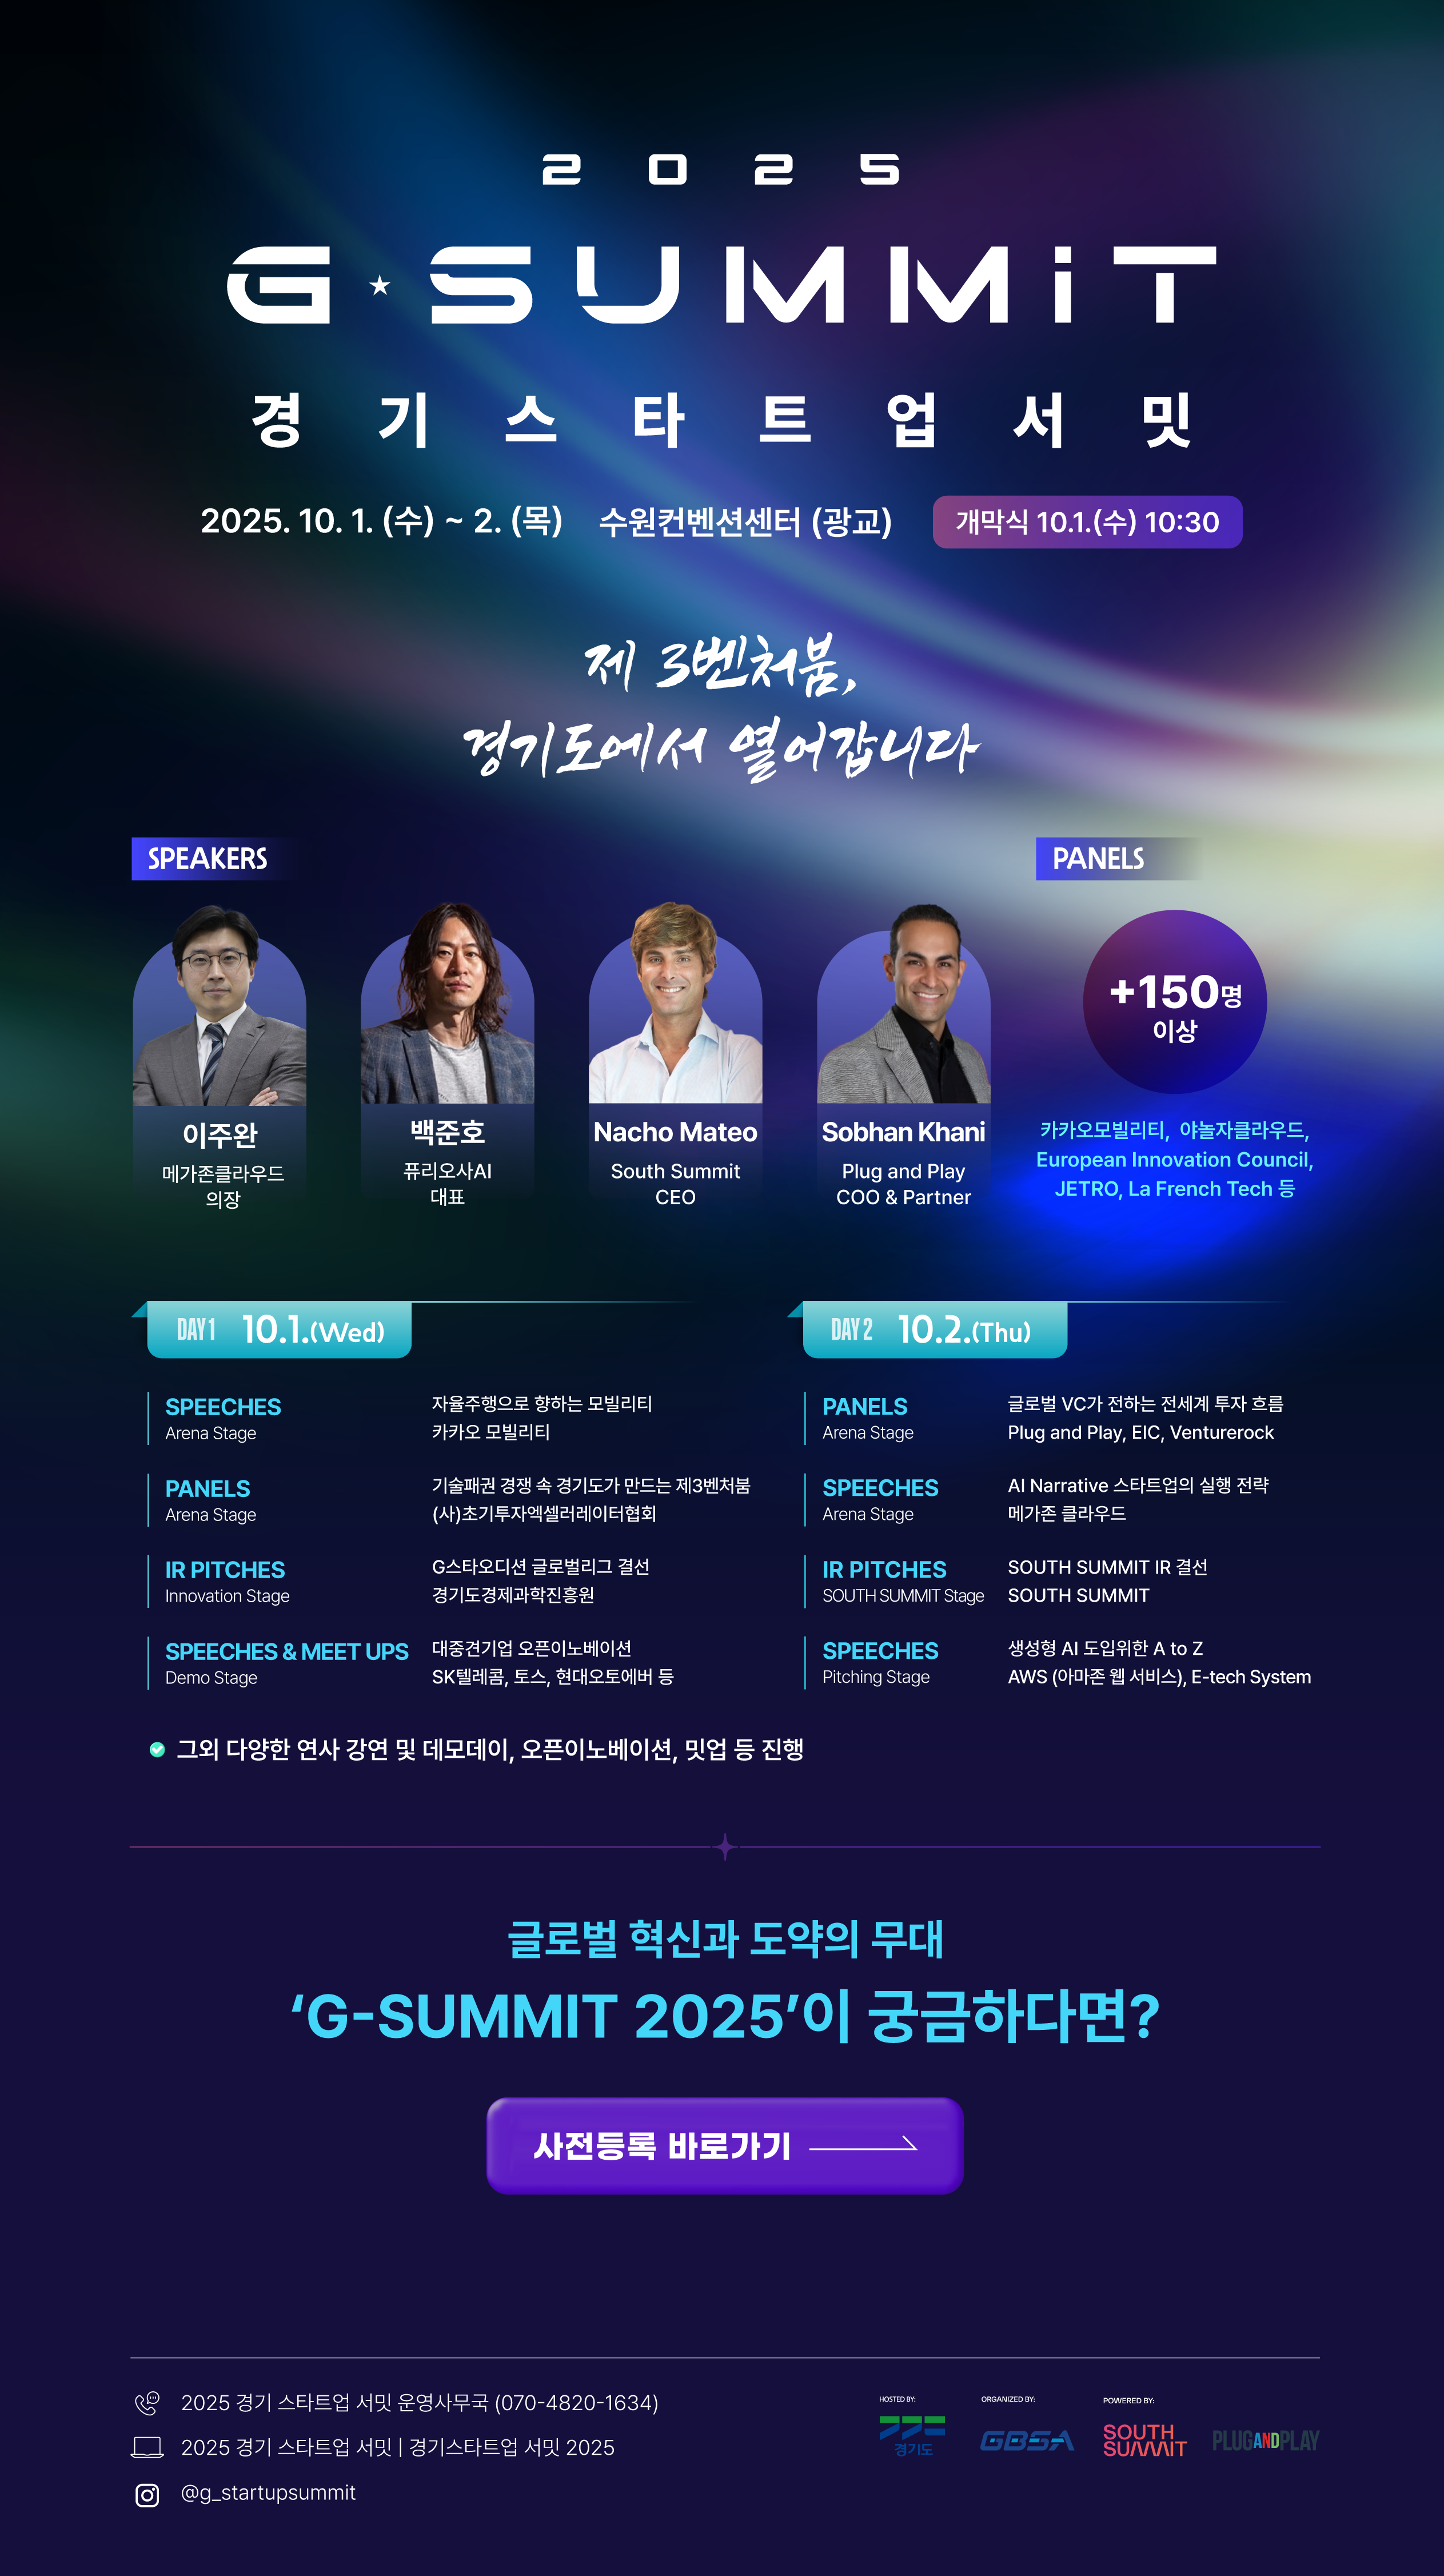 2025
G★SUMMiT
경기스타트업서밋
2025. 10. 1. (수) ~ 2. (목) 수원컨벤션센터 (광교) 개막식 10.1.(수) 10:30
제 3벤처붐,
경기도에서 열어갑니다
SPEAKERS
이주완
메가존클라우드
의장
백준호
퓨리오사AI
대표
Nacho Mateo
South Summit
CEO
Sobhan Khani
Plug and Play
COO & Partner
PANELS
+150명
이상
카카오모빌리티, 야놀자클라우드,
European Innovation Council,
JETRO, La French Tech 등
DAY 1 10.1.(Wed)
SPEECHES
Arena Stage
자율주행으로 향하는 모빌리티
카카오 모빌리티
PANELS
Arena Stage
기술패권 경쟁 속 경기도가 만드는 제3벤처붐
(사)초기투자엑셀러레이터협회
IR PITCHES
Innovation Stage
G스타오디션 글로벌리그 결선
경기도경제과학진흥원
SPEECHES & MEET UPS
Demo Stage
대중견기업 오픈이노베이션
SK텔레콤, 토스, 현대오토에버 등
DAY 2 10.2.(Thu)
PANELS
Arena Stage
글로벌 VC가 전하는 전세계 투자 흐름
Plug and Play, EIC, Venturerock
SPEECHES
Arena Stage
AI Narrative 스타트업의 실행 전략
메가존 클라우드
IR PITCHES
SOUTH SUMMIT Stage
SOUTH SUMMIT IR 결선
SOUTH SUMMIT
SPEECHES
Pitching Stage
생성형 AI 도입위한 A to Z
AWS (아마존 웹 서비스), E-tech System
그외 다양한 연사 강연 및 데모데이, 오픈이노베이션, 밋업 등 진행
글로벌 혁신과 도약의 무대
‘G-SUMMIT 2025’이 궁금하다면?
사전등록 바로가기
2025 경기 스타트업 서밋 운영사무국 (070-4820-1634)
2025 경기 스타트업 서밋 | 경기스타트업 서밋 2025
@g_startupsummit
HOSTED BY:
경기도
ORGANIZED BY:
GBSA
POWERED BY:
SOUTH
SUMMIT
PLUGANDPLAY